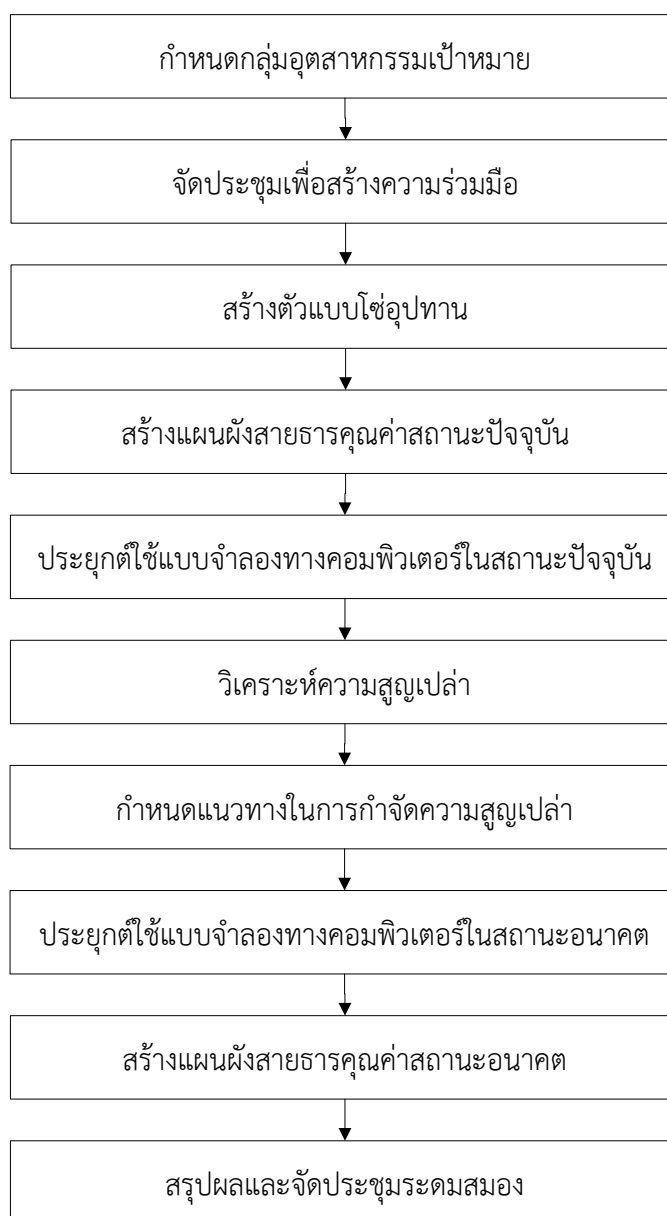 กำหนดกลุ่มอุตสาหกรรมเป้าหมาย
จัดประชุมเพื่อสร้างความร่วมมือ
สร้างตัวแบบโซ่อุปทาน
สร้างแผนผังสายธารคุณค่าสถานะปัจจุบัน
ประยุกต์ใช้แบบจำลองทางคอมพิวเตอร์ในสถานะปัจจุบัน
วิเคราะห์ความสูญเปล่า
กำหนดแนวทางในการกำจัดความสูญเปล่า
ประยุกต์ใช้แบบจำลองทางคอมพิวเตอร์ในสถานะอนาคต
สร้างแผนผังสายธารคุณค่าสถานะอนาคต
สรุปผลและจัดประชุมระดมสมอง